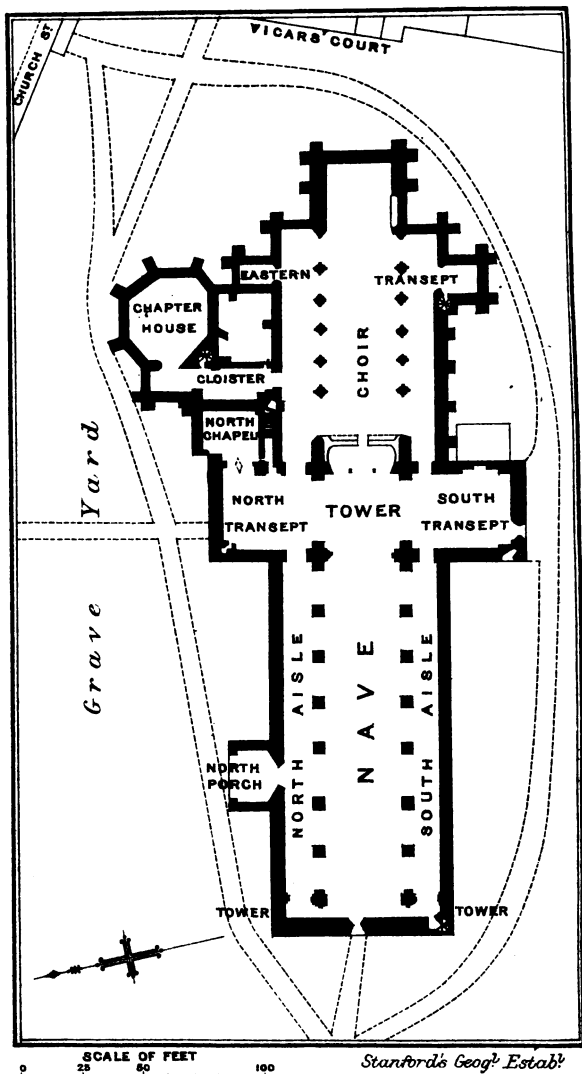 VICARS' COURT
CHURCH ST.
EASTERN
TRANSEPT
CHAPTER
HOUSE
CHOIR
CLOISTER
NORTH
CHAPEL
Yard
NORTH
TRANSEPT
TOWER
SOUTH
TRANSEPT
Grave
NORTH AISLE
NAVE
SOUTH AISLE
NORTH
PORCH
TOWER
TOWER
SCALE OF FEET
0 25 50 100
Stanford's Geogl. Estabt.